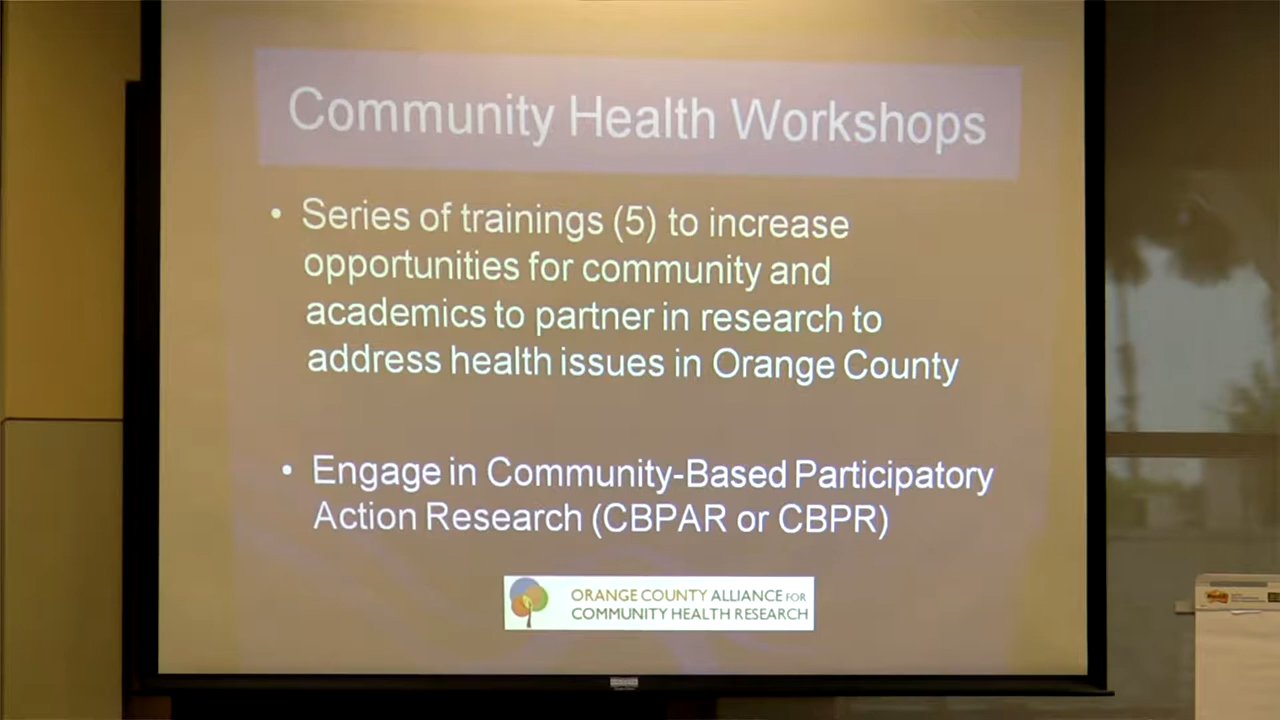 Community Health Workshops
• Series of trainings (5) to increase
opportunities for community and
academics to partner in research to
address health issues in Orange County
• Engage in Community-Based Participatory
Action Research (CBPAR or CBPR)
ORANGE COUNTY ALLIANCE FOR
COMMUNITY HEALTH RESEARCH